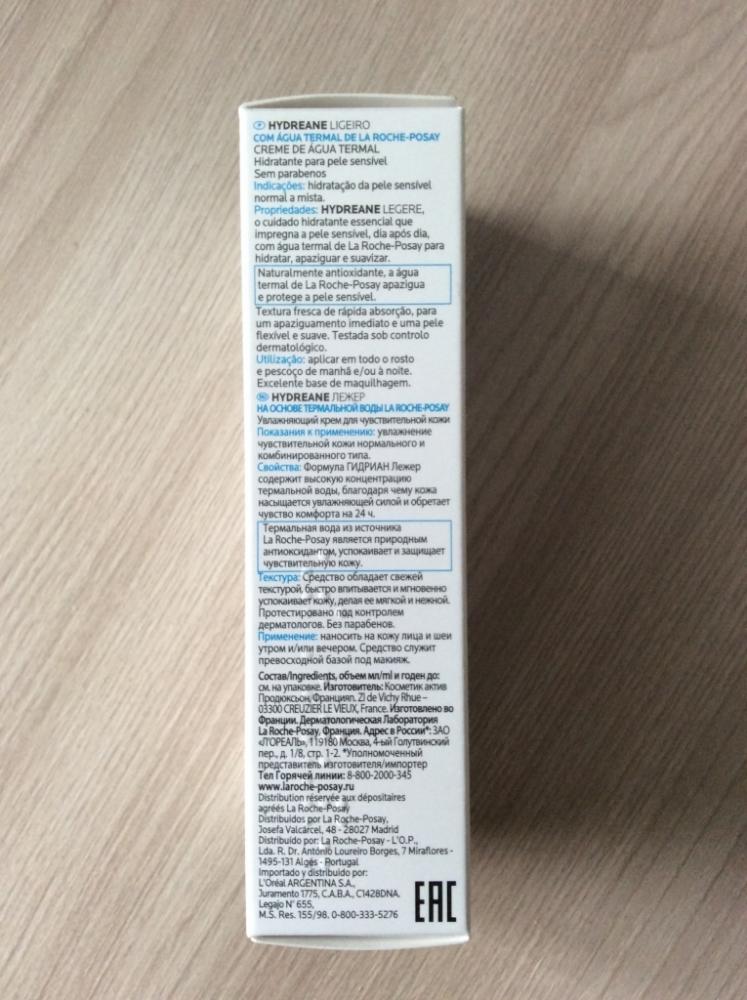 P HYDREANE LIGEIRO
COM ÁGUA TERMAL DE LA ROCHE-POSAY
CREME DE ÁGUA TERMAL
Hidratante para pele sensível
Sem parabenos
Indicações: hidratação da pele sensível
normal a mista.
Propriedades: HYDREANE LEGERE,
o cuidado hidratante essencial que
impregna a pele sensível, dia após dia,
com água termal de La Roche-Posay para
hidratar, apaziguar e suavizar.
Naturalmente antioxidante, a água
termal de La Roche-Posay apazigua
e protege a pele sensível.
Textura fresca de rápida absorção, para
um apaziguamento imediato e uma pele
flexível e suave. Testada sob controlo
dermatológico.
Utilização: aplicar em todo o rosto
e pescoço de manhã e/ou à noite.
Excelente base de maquilhagem.
HYDREANE ЛЕЖЕР
НА ОСНОВЕ ТЕРМАЛЬНОЙ ВОДЫ LA ROCHE-POSAY
Увлажняющий крем для чувствительной кожи
Показания к применению: увлажнение
чувствительной кожи нормального и
комбинированного типа.
Свойства: Формула ГИДРИАН Лежер
содержит высокую концентрацию
термальной воды, благодаря чему кожа
насыщается увлажняющей силой и обретает
чувство комфорта на 24 ч.
Термальная вода из источника
La Roche-Posay является природным
антиоксидантом, успокаивает и защищает
чувствительную кожу.
Текстура: Средство обладает свежей
текстурой, быстро впитывается и мгновенно
успокаивает кожу, делая ее мягкой и нежной.
Протестировано под контролем
дерматологов. Без парабенов.
Применение: наносить на кожу лица и шеи
утром и/или вечером. Средство служит
превосходной базой под макияж.
Состав/Ingredients, объем мл/ml и годен до:
см. на упаковке. Изготовитель: Косметик актив
Продюксьон, Франция. ZI de Vichy Rhue –
03300 CREUZIER LE VIEUX, France. Изготовлено во
Франции. Дерматологическая Лаборатория
La Roche-Posay, Франция. Адрес в России*: ЗАО
«Л'ОРЕАЛЬ», 119180 Москва, 4-ый Голутвинский
пер., д. 1/8, стр. 1-2. *Уполномоченный
представитель изготовителя/импортер
Тел Горячей линии: 8-800-2000-345
www.laroche-posay.ru
Distribution réservée aux dépositaires
agréés La Roche-Posay
Distribuidos por La Roche-Posay,
Josefa Valcárcel, 48 - 28027 Madrid
Distribuído por: La Roche-Posay - L'O.P.,
Lda. R. Dr. António Loureiro Borges, 7 Miraflores -
1495-131 Algés - Portugal
Importado y distribuido por:
L'Oréal ARGENTINA S.A.,
Juramento 1775, C.A.B.A., C1428DNA.
Legajo N° 655,
M.S. Res. 155/98. 0-800-333-5276
EAC